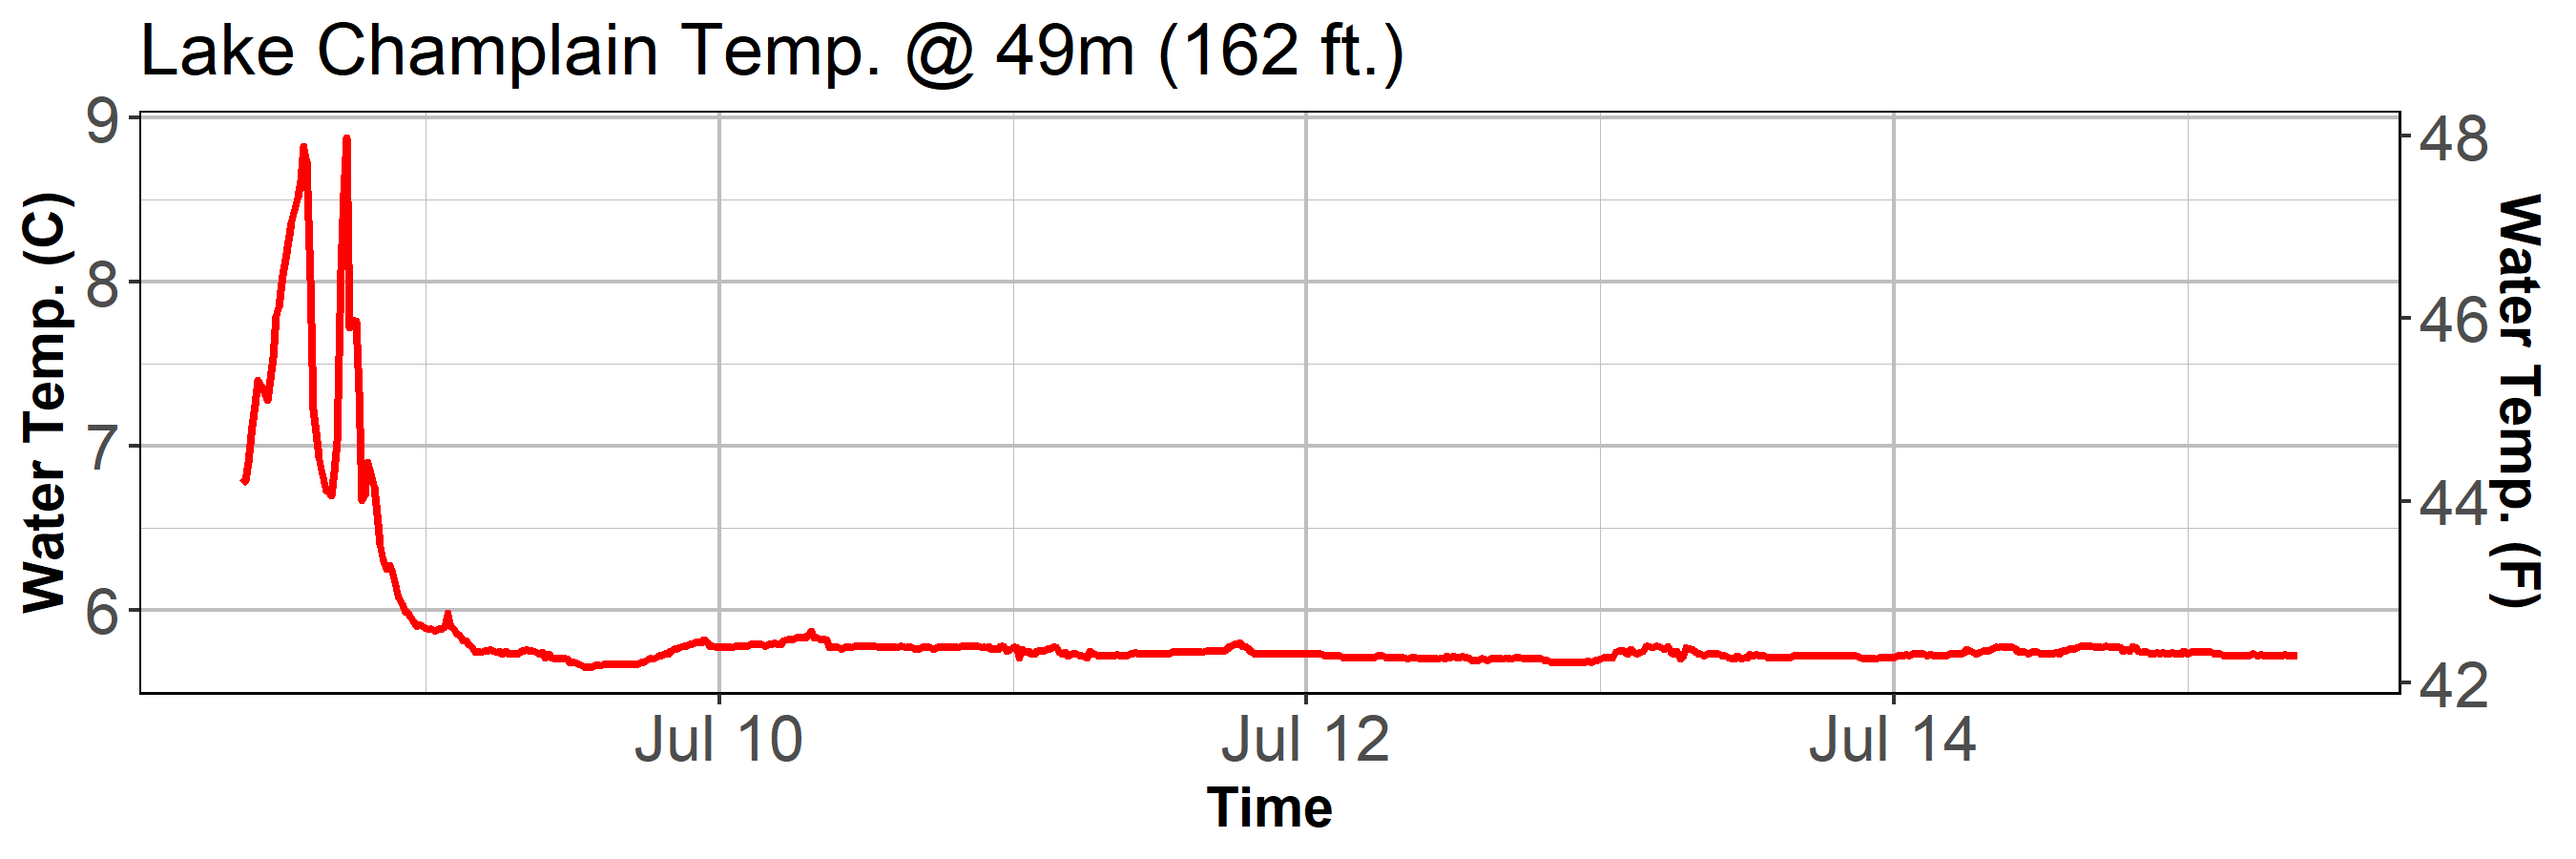 Lake Champlain Temp. @ 49m (162 ft.)
Water Temp. (C)
9
8
7
6
48
46
44
42
Water Temp. (F)
Jul 10
Jul 12
Jul 14
Time